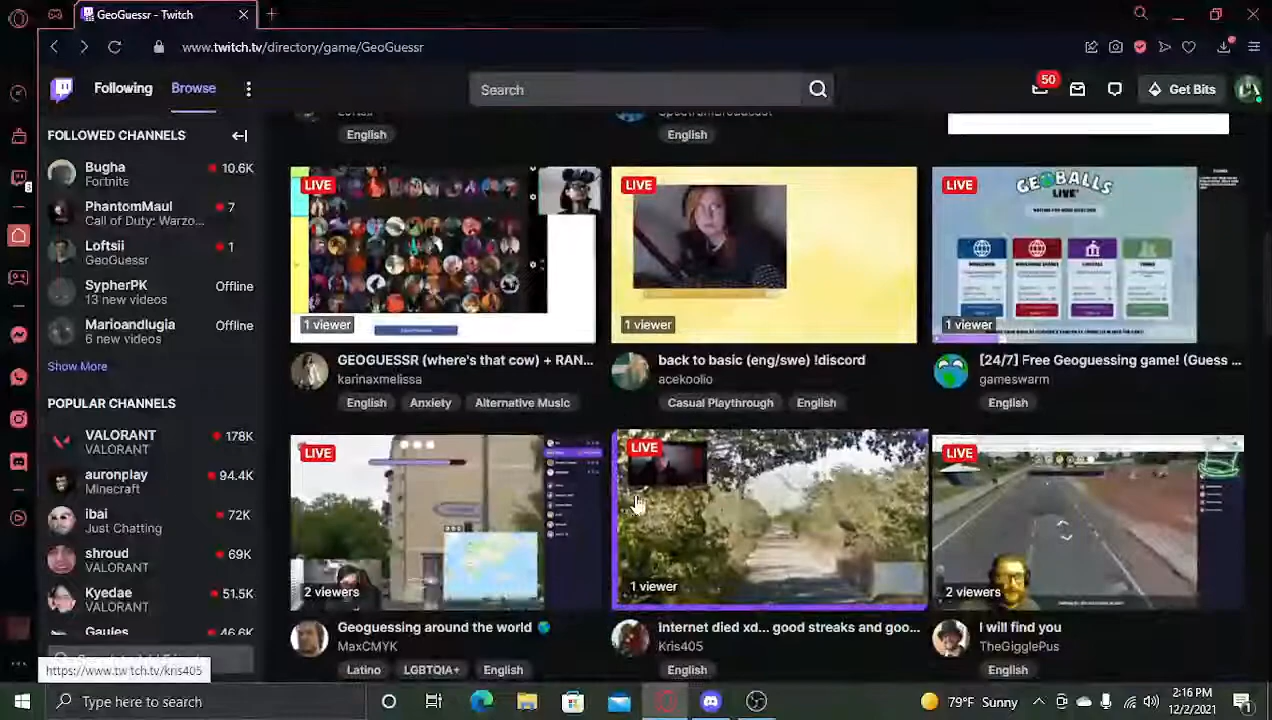 GeoGuessr - Twitch
www.twitch.tv/directory/game/GeoGuessr
Following
Browse
Search
50
Get Bits
FOLLOWED CHANNELS
Bugha
10.6K
Fortnite
PhantomMaul
7
Call of Duty: Warzo...
Loftsii
1
GeoGuessr
SypherPK
Offline
13 new videos
Marioandlugia
Offline
6 new videos
Show More
POPULAR CHANNELS
VALORANT
178K
VALORANT
auronplay
94.4K
Minecraft
ibai
72K
Just Chatting
shroud
69K
VALORANT
Kyedae
51.5K
VALORANT
Gaules
46.6K
https://www.twitch.tv/kris405
English
English
LIVE
1 viewer
GEOGUESSR (where's that cow) + RAN...
karinaxmelissa
English
Anxiety
Alternative Music
LIVE
1 viewer
back to basic (eng/swe) !discord
acekoolio
Casual Playthrough
English
LIVE
GEOBALLS
LIVE
1 viewer
[24/7] Free Geoguessing game! (Guess ...
gameswarm
English
LIVE
2 viewers
Geoguessing around the world
MaxCMYK
Latino
LGBTQIA+
English
LIVE
1 viewer
Internet died xd... good streaks and goo...
Kris405
English
LIVE
2 viewers
I will find you
TheGigglePus
English
Type here to search
79°F Sunny
2:16 PM
12/2/2021
1